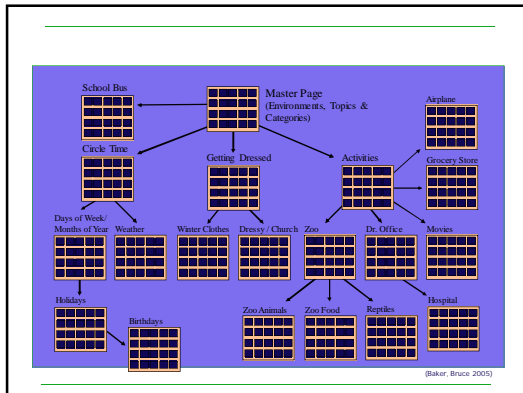 School Bus
Master Page
(Environments, Topics &
Categories)
Airplane
Circle Time
Getting Dressed
Activities
Grocery Store
Days of Week/
Months of Year
Weather
Winter Clothes
Dressy / Church
Zoo
Dr. Office
Movies
Holidays
Birthdays
Zoo Animals
Zoo Food
Reptiles
Hospital
(Baker, Bruce 2005)